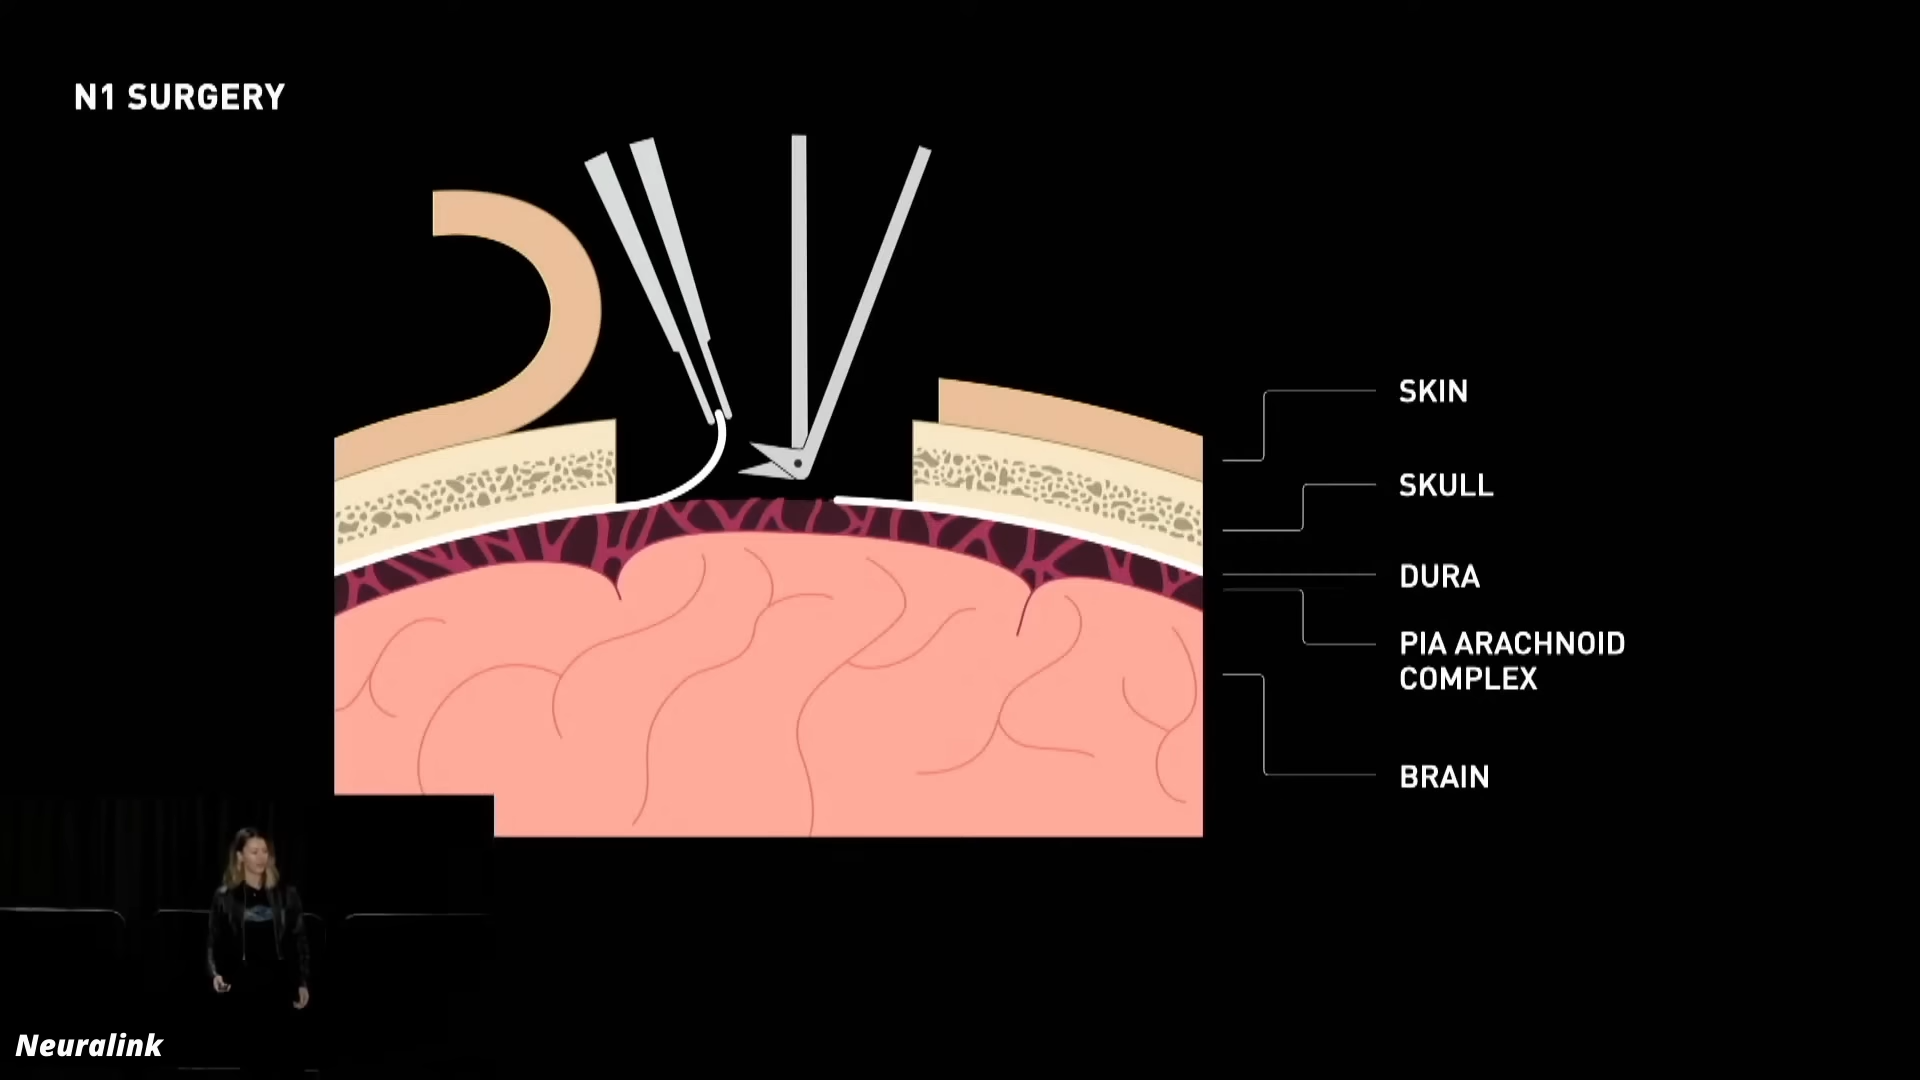 N1 SURGERY
SKIN
SKULL
DURA
PIA ARACHNOID
COMPLEX
BRAIN
Neuralink